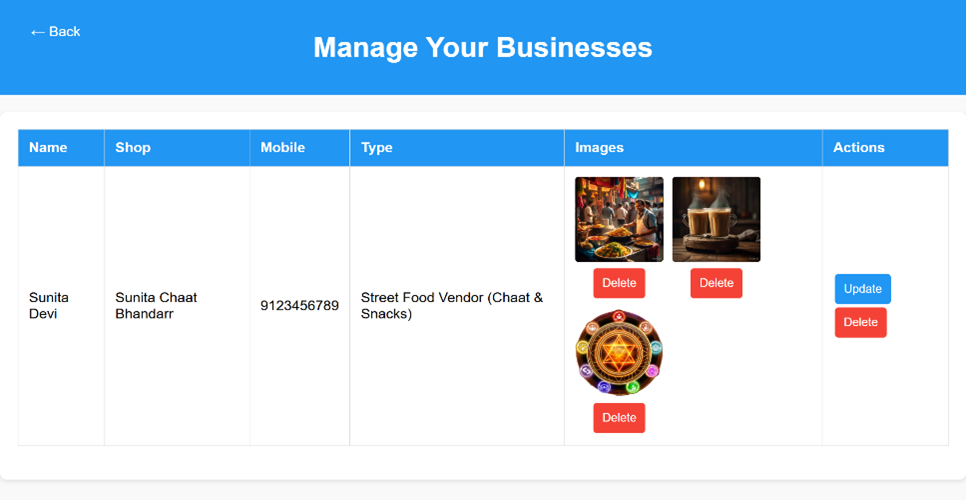 ← Back
Manage Your Businesses
Name Shop Mobile Type Images Actions
Sunita
Devi
Sunita Chaat
Bhandarr
9123456789
Street Food Vendor (Chaat &
Snacks)
Delete Delete
Delete
Update
Delete